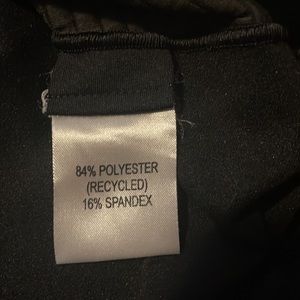 84% POLYESTER
(RECYCLED)
16% SPANDEX